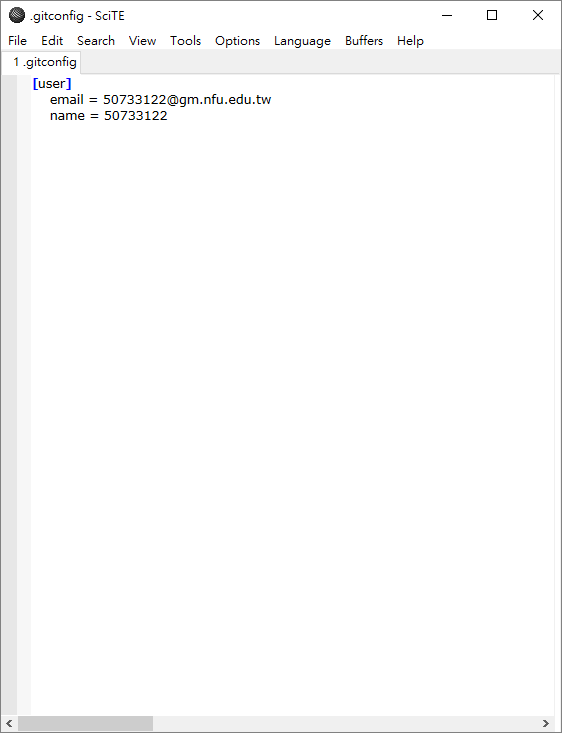 .gitconfig - SciTE
File Edit Search View Tools Options Language Buffers Help
1 .gitconfig
[user]
email = 50733122@gm.nfu.edu.tw
name = 50733122